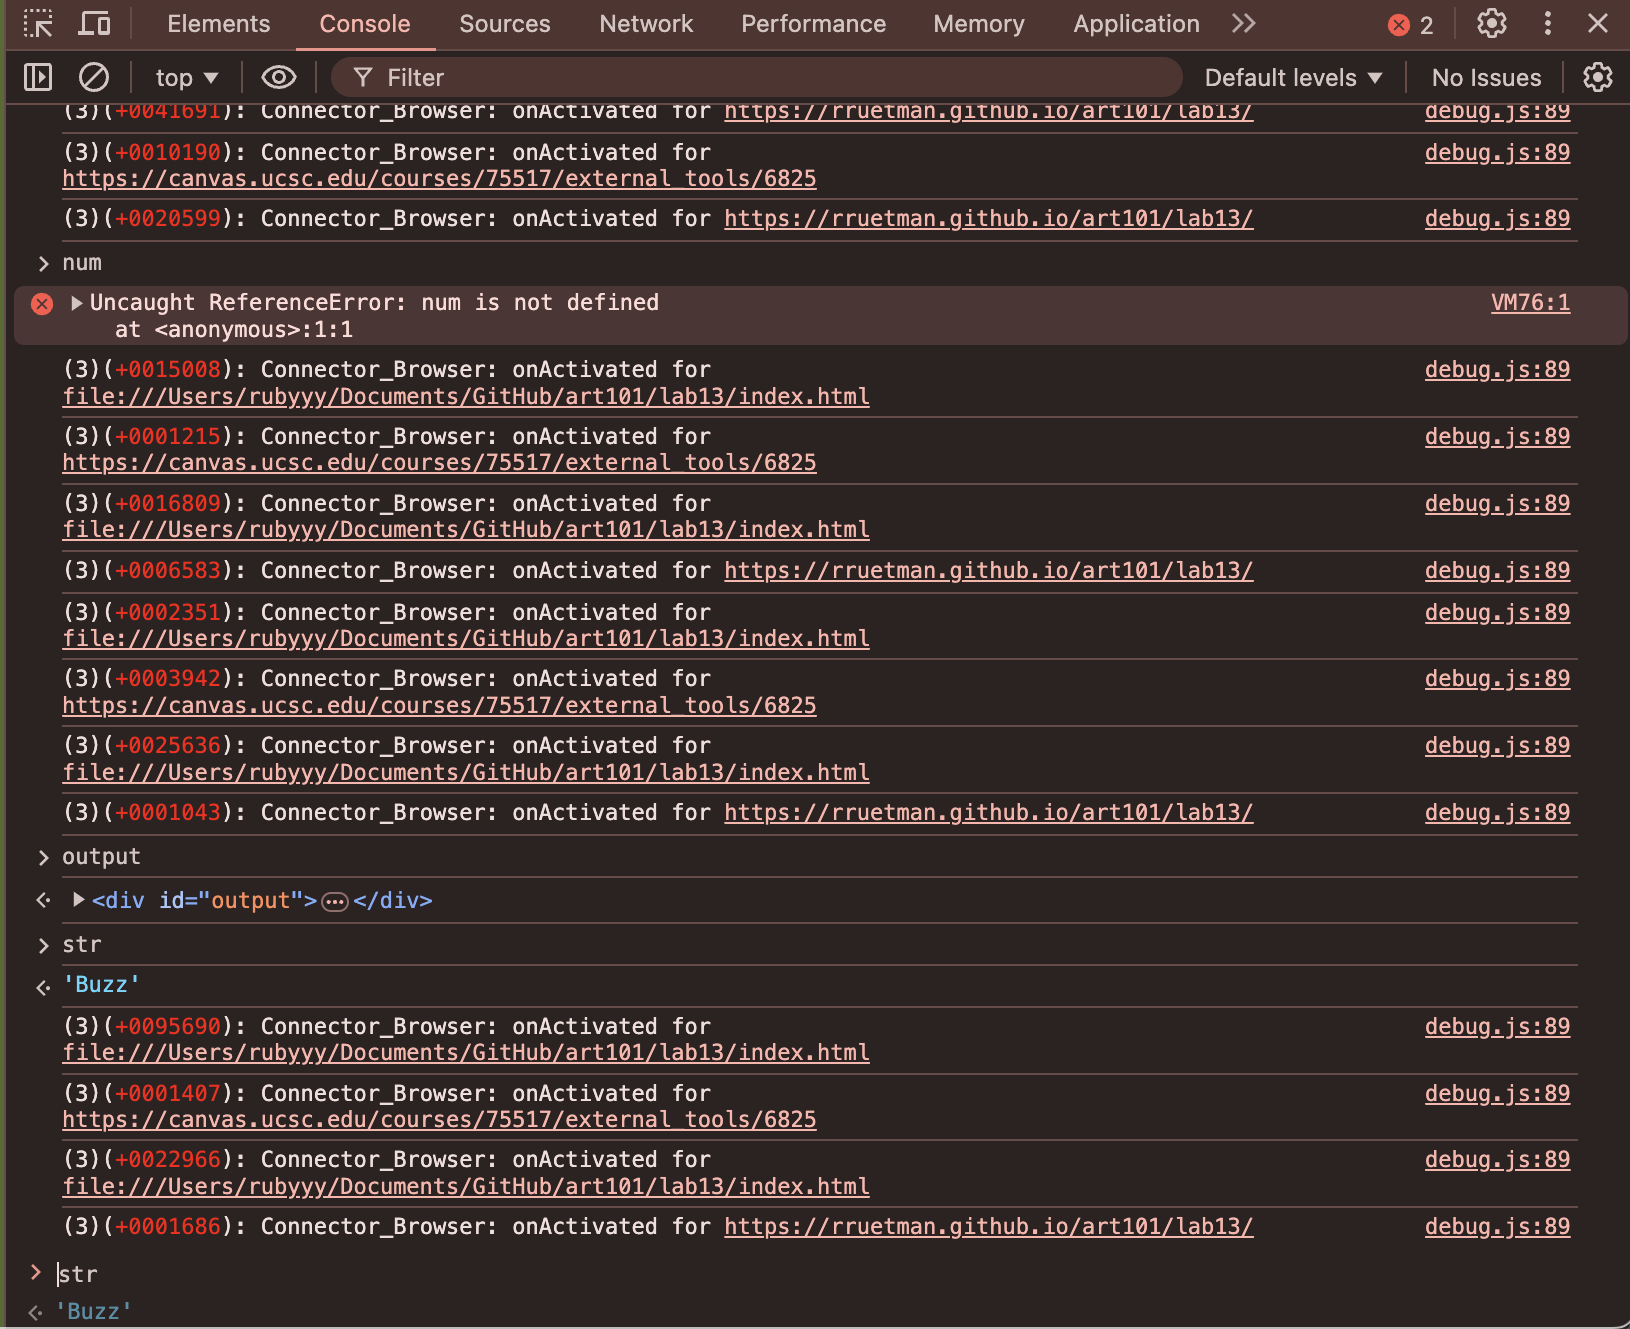 Elements Console Sources Network Performance Memory Application 2
top Filter Default levels No Issues
(3)(+0041691): Connector_Browser: onActivated for https://rruetman.github.io/art101/lab13/ debug.js:89
(3)(+0010190): Connector_Browser: onActivated for debug.js:89
https://canvas.ucsc.edu/courses/75517/external_tools/6825
(3)(+0020599): Connector_Browser: onActivated for https://rruetman.github.io/art101/lab13/ debug.js:89
> num
Uncaught ReferenceError: num is not defined VM76:1
at <anonymous>:1:1
(3)(+0015008): Connector_Browser: onActivated for debug.js:89
file:///Users/rubyyy/Documents/GitHub/art101/lab13/index.html
(3)(+0001215): Connector_Browser: onActivated for debug.js:89
https://canvas.ucsc.edu/courses/75517/external_tools/6825
(3)(+0016809): Connector_Browser: onActivated for debug.js:89
file:///Users/rubyyy/Documents/GitHub/art101/lab13/index.html
(3)(+0006583): Connector_Browser: onActivated for https://rruetman.github.io/art101/lab13/ debug.js:89
(3)(+0002351): Connector_Browser: onActivated for debug.js:89
file:///Users/rubyyy/Documents/GitHub/art101/lab13/index.html
(3)(+0003942): Connector_Browser: onActivated for debug.js:89
https://canvas.ucsc.edu/courses/75517/external_tools/6825
(3)(+0025636): Connector_Browser: onActivated for debug.js:89
file:///Users/rubyyy/Documents/GitHub/art101/lab13/index.html
(3)(+0001043): Connector_Browser: onActivated for https://rruetman.github.io/art101/lab13/ debug.js:89
> output
<div id="output">…</div>
> str
'Buzz'
(3)(+0095690): Connector_Browser: onActivated for debug.js:89
file:///Users/rubyyy/Documents/GitHub/art101/lab13/index.html
(3)(+0001407): Connector_Browser: onActivated for debug.js:89
https://canvas.ucsc.edu/courses/75517/external_tools/6825
(3)(+0022966): Connector_Browser: onActivated for debug.js:89
file:///Users/rubyyy/Documents/GitHub/art101/lab13/index.html
(3)(+0001686): Connector_Browser: onActivated for https://rruetman.github.io/art101/lab13/ debug.js:89
> str
'Buzz'